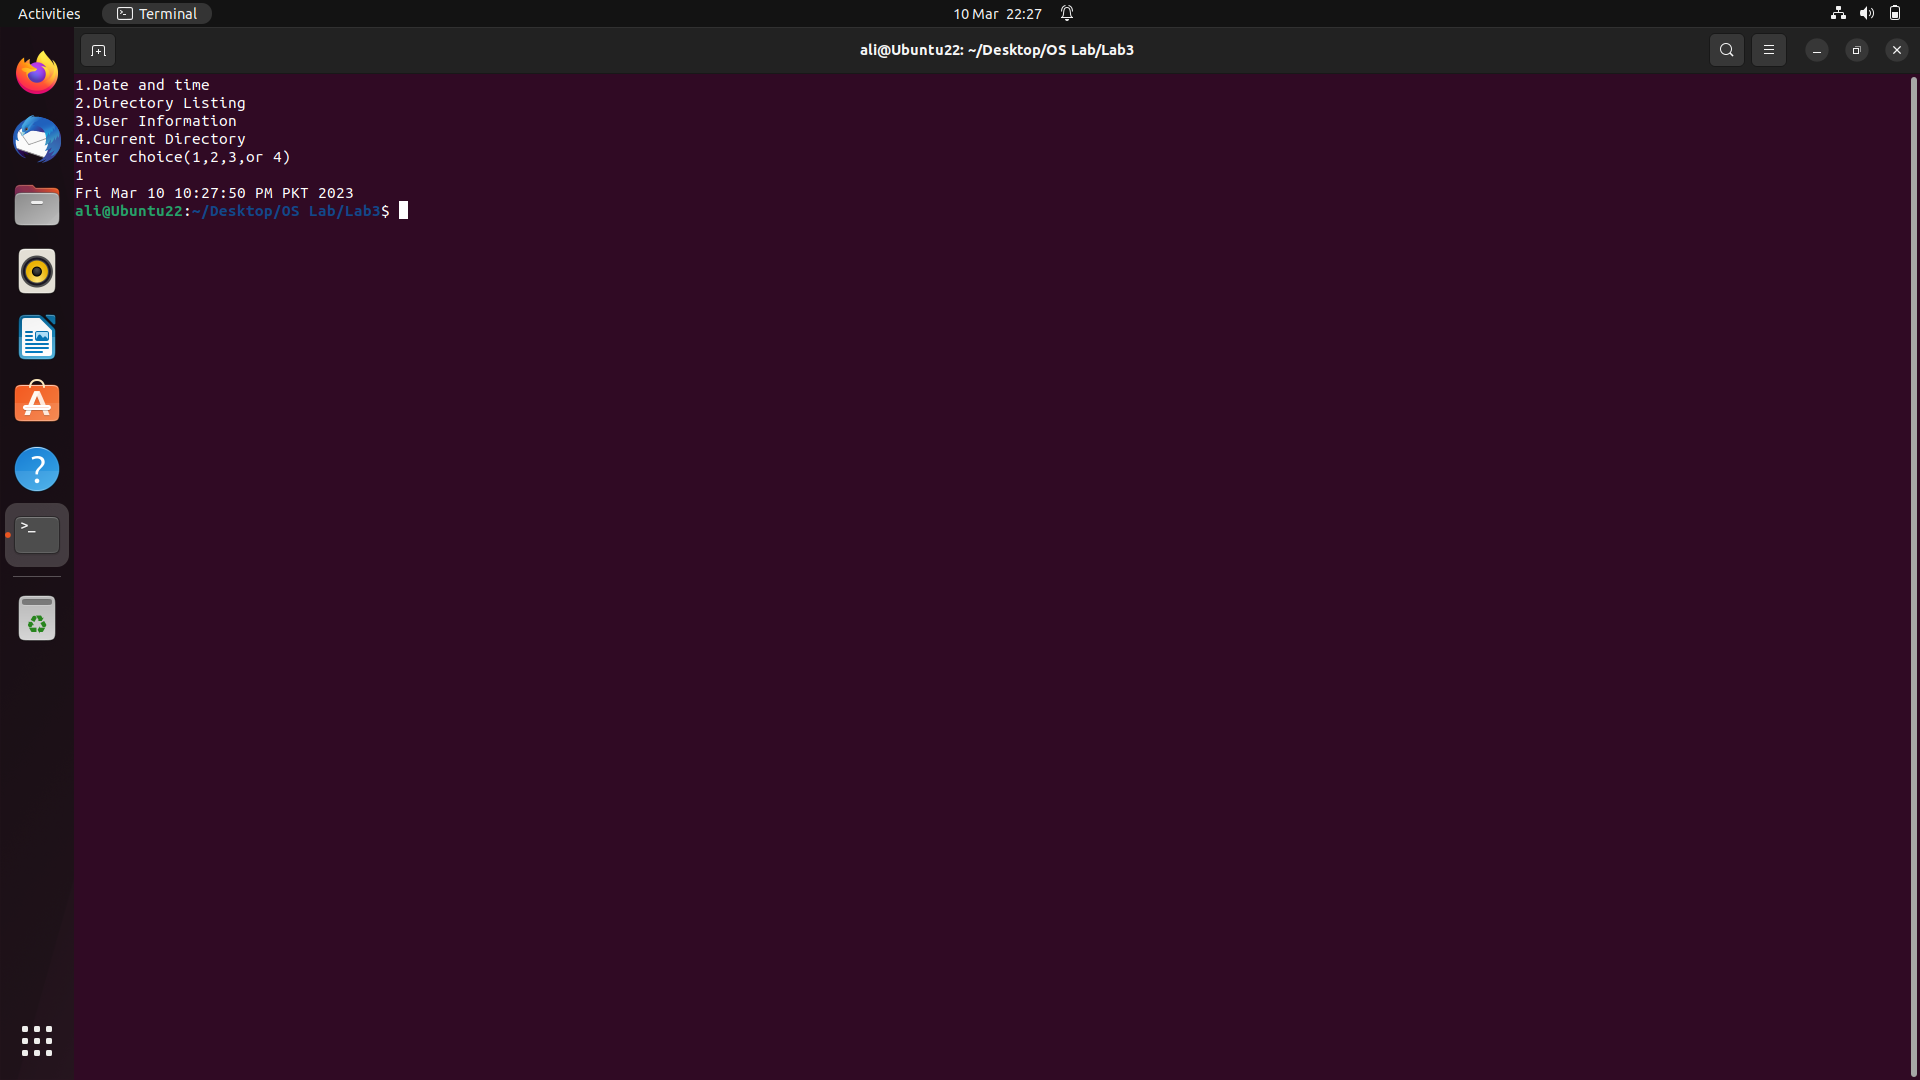 Activities
Terminal
10 Mar 22:27
ali@Ubuntu22: ~/Desktop/OS Lab/Lab3
1.Date and time
2.Directory Listing
3.User Information
4.Current Directory
Enter choice(1,2,3,or 4)
1
Fri Mar 10 10:27:50 PM PKT 2023
ali@Ubuntu22:~/Desktop/OS Lab/Lab3$